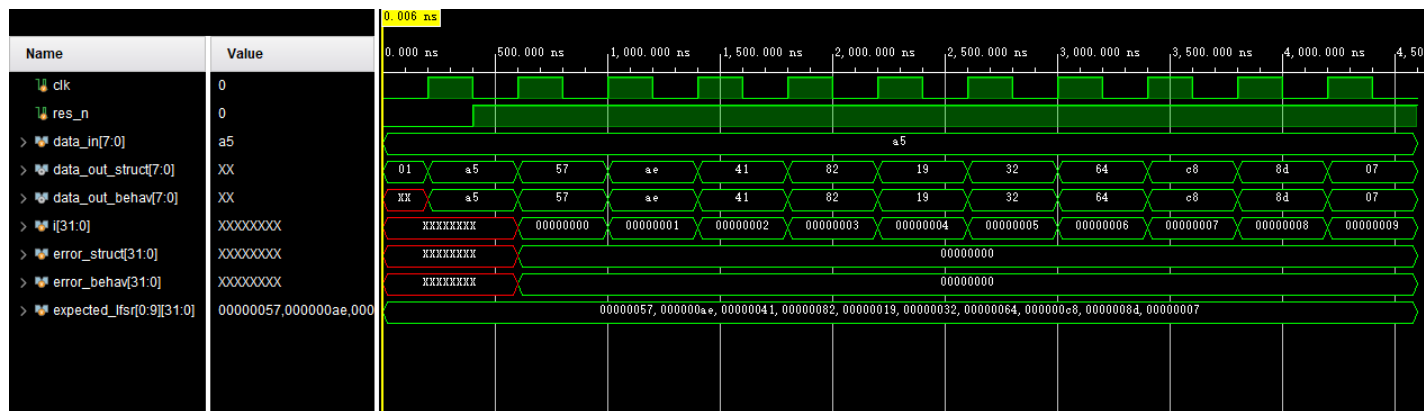 0.006 ns
Name Value 0.000 ns 500.000 ns 1,000.000 ns 1,500.000 ns 2,000.000 ns 2,500.000 ns 3,000.000 ns 3,500.000 ns 4,000.000 ns 4,50
clk 0
res_n 0
data_in[7:0] a5 a5
data_out_struct[7:0] XX 01 a5 57 ae 41 82 19 32 64 c8 8d 07
data_out_behav[7:0] XX XX a5 57 ae 41 82 19 32 64 c8 8d 07
i[31:0] XXXXXXXX XXXXXXXX 00000000 00000001 00000002 00000003 00000004 00000005 00000006 00000007 00000008 00000009
error_struct[31:0] XXXXXXXX XXXXXXXX 00000000
error_behav[31:0] XXXXXXXX XXXXXXXX 00000000
expected_lfsr[0:9][31:0] 00000057,000000ae,000 00000057, 000000ae, 00000041, 00000082, 00000019, 00000032, 00000064, 000000c8, 0000008d, 00000007